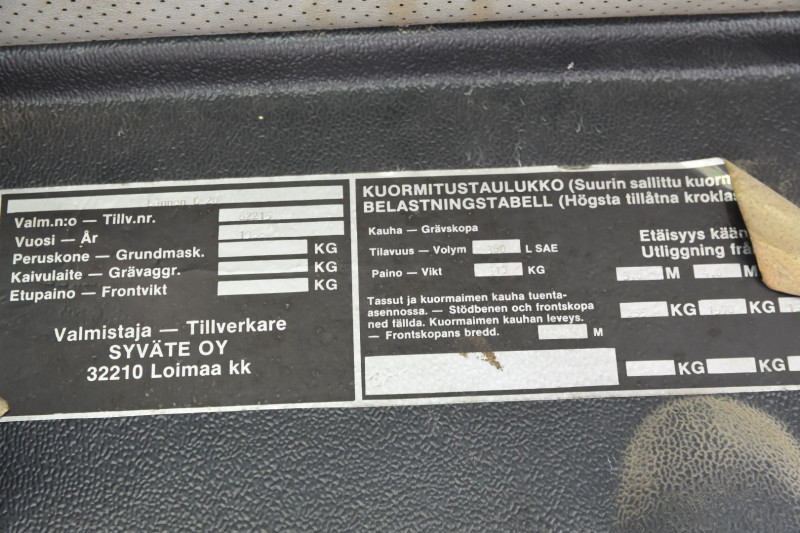 Valm.n:o — Tillv.nr.
Vuosi — År
Peruskone — Grundmask. KG
Kaivulaite — Grävaggr. KG
Etupaino — Frontvikt KG
Valmistaja — Tillverkare
SYVÄTE OY
32210 Loimaa kk
KUORMITUSTAULUKKO (Suurin sallittu kuorm
BELASTNINGSTABELL (Högsta tillåtna krokla
Kauha — Grävskopa
Tilavuus — Volym L SAE
Paino — Vikt KG
Tassut ja kuormaimen kauha tuenta-
asennossa. — Stödbenen och frontskopa
ned fällda. Kuormaimen kauhan leveys.
— Frontskopans bredd. M
Etäisyys kään
Utliggning frå
M M
KG KG
KG KG